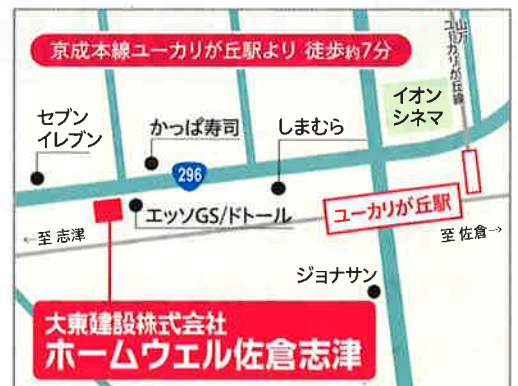 京成本線ユーカリが丘駅より 徒歩約7分
山万
ユーカリが丘線
イオン
シネマ
セブン
イレブン
かっぱ寿司
しまむら
296
エッソGS/ドトール
ユーカリが丘駅
←至 志津
至 佐倉→
ジョナサン
大東建設株式会社
ホームウェル佐倉志津